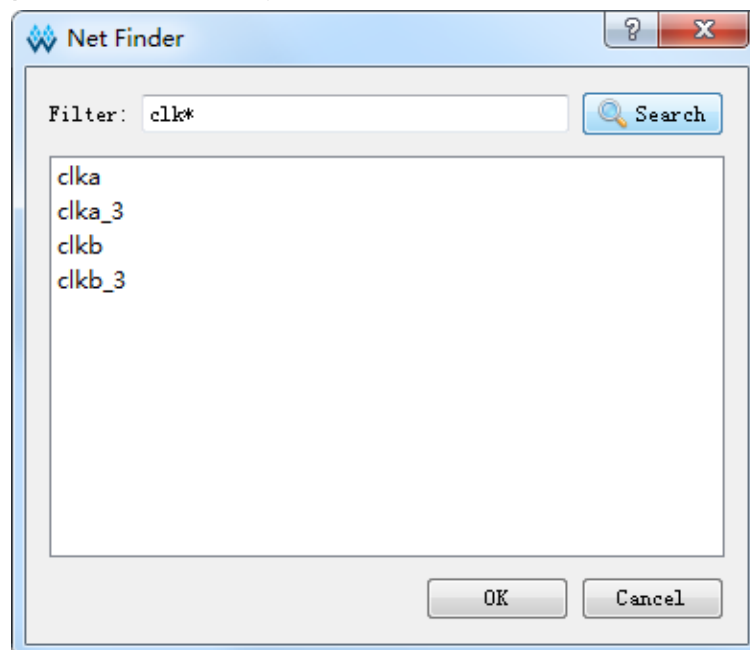 Net Finder
Filter: clk* Search
clka
clka_3
clkb
clkb_3
OK Cancel